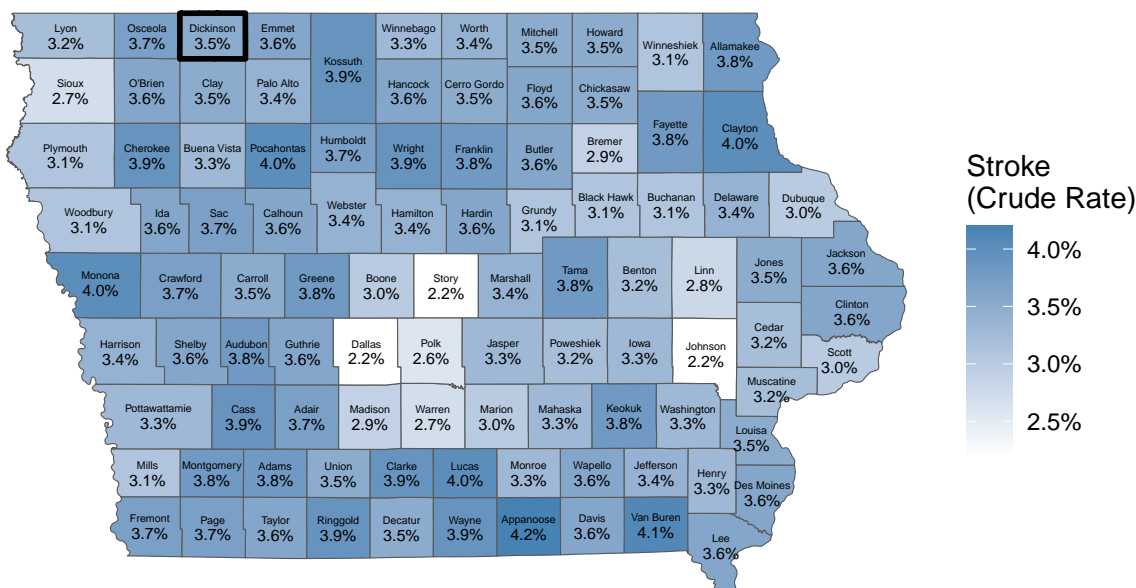 Lyon
3.2%
Osceola
3.7%
Dickinson
3.5%
Emmet
3.6%
Kossuth
3.9%
Winnebago
3.3%
Worth
3.4%
Mitchell
3.5%
Howard
3.5%
Winneshiek
3.1%
Allamakee
3.8%
Sioux
2.7%
O'Brien
3.6%
Clay
3.5%
Palo Alto
3.4%
Hancock
3.6%
Cerro Gordo
3.5%
Floyd
3.6%
Chickasaw
3.5%
Plymouth
3.1%
Cherokee
3.9%
Buena Vista
3.3%
Pocahontas
4.0%
Humboldt
3.7%
Wright
3.9%
Franklin
3.8%
Butler
3.6%
Bremer
2.9%
Fayette
3.8%
Clayton
4.0%
Woodbury
3.1%
Ida
3.6%
Sac
3.7%
Calhoun
3.6%
Webster
3.4%
Hamilton
3.4%
Hardin
3.6%
Grundy
3.1%
Black Hawk
3.1%
Buchanan
3.1%
Delaware
3.4%
Dubuque
3.0%
Monona
4.0%
Crawford
3.7%
Carroll
3.5%
Greene
3.8%
Boone
3.0%
Story
2.2%
Marshall
3.4%
Tama
3.8%
Benton
3.2%
Linn
2.8%
Jones
3.5%
Jackson
3.6%
Clinton
3.6%
Harrison
3.4%
Shelby
3.6%
Audubon
3.8%
Guthrie
3.6%
Dallas
2.2%
Polk
2.6%
Jasper
3.3%
Poweshiek
3.2%
Iowa
3.3%
Johnson
2.2%
Cedar
3.2%
Scott
3.0%
Muscatine
3.2%
Pottawattamie
3.3%
Cass
3.9%
Adair
3.7%
Madison
2.9%
Warren
2.7%
Marion
3.0%
Mahaska
3.3%
Keokuk
3.8%
Washington
3.3%
Louisa
3.5%
Mills
3.1%
Montgomery
3.8%
Adams
3.8%
Union
3.5%
Clarke
3.9%
Lucas
4.0%
Monroe
3.3%
Wapello
3.6%
Jefferson
3.4%
Henry
3.3%
Des Moines
3.6%
Fremont
3.7%
Page
3.7%
Taylor
3.6%
Ringgold
3.9%
Decatur
3.5%
Wayne
3.9%
Appanoose
4.2%
Davis
3.6%
Van Buren
4.1%
Lee
3.6%
Stroke
(Crude Rate)
4.0%
3.5%
3.0%
2.5%